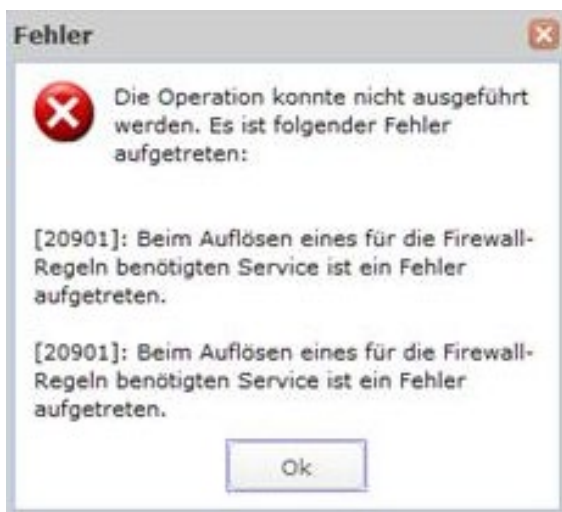 Fehler
Die Operation konnte nicht ausgeführt
werden. Es ist folgender Fehler
aufgetreten:
[20901]: Beim Auflösen eines für die Firewall-
Regeln benötigten Service ist ein Fehler
aufgetreten.
[20901]: Beim Auflösen eines für die Firewall-
Regeln benötigten Service ist ein Fehler
aufgetreten.
Ok